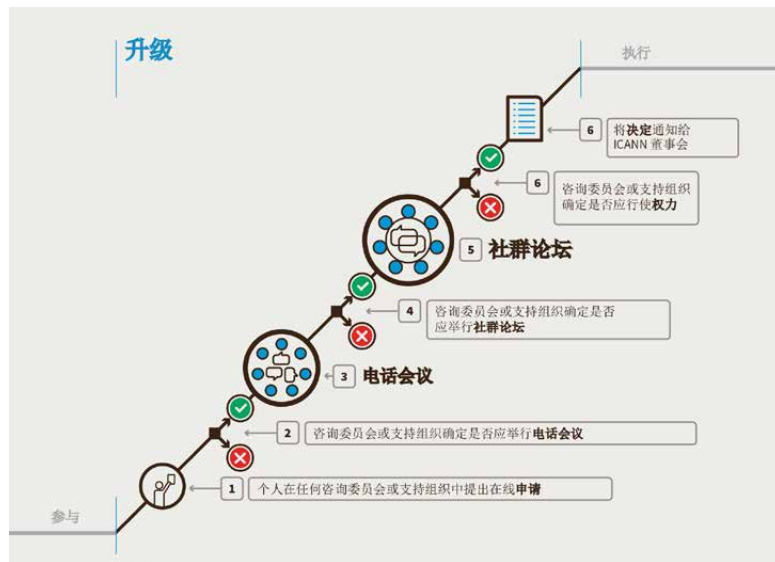 升级
执行
6
将决定通知给
ICANN 董事会
6
咨询委员会或支持组织
确定是否应行使权力
5
社群论坛
4
咨询委员会或支持组织确定是否
应举行社群论坛
3
电话会议
2
咨询委员会或支持组织确定是否应举行电话会议
1
个人在任何咨询委员会或支持组织中提出在线申请
参与